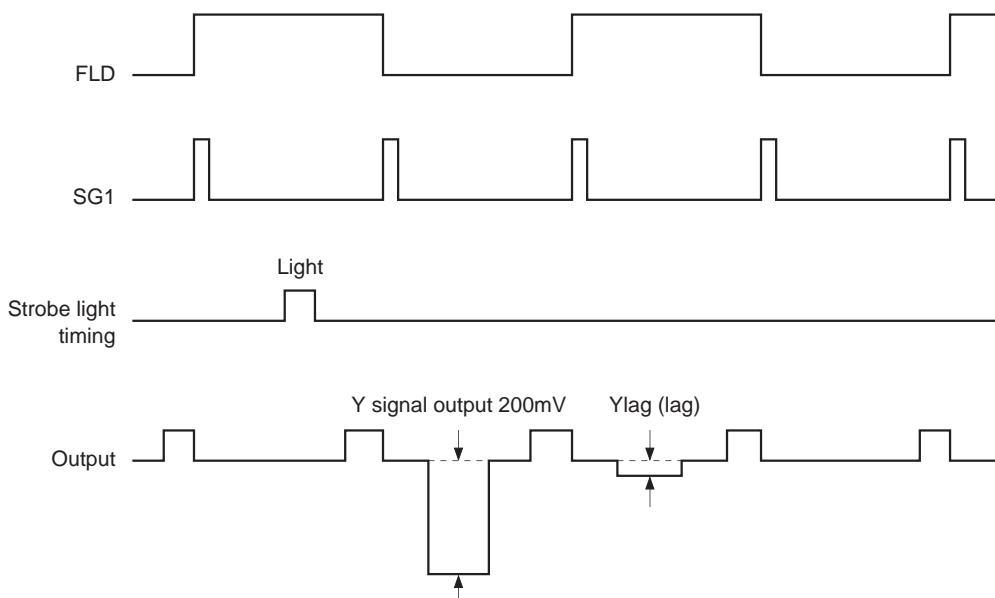 FLD
SG1
Light
Strobe light
timing
Y signal output 200mV
Ylag (lag)
Output